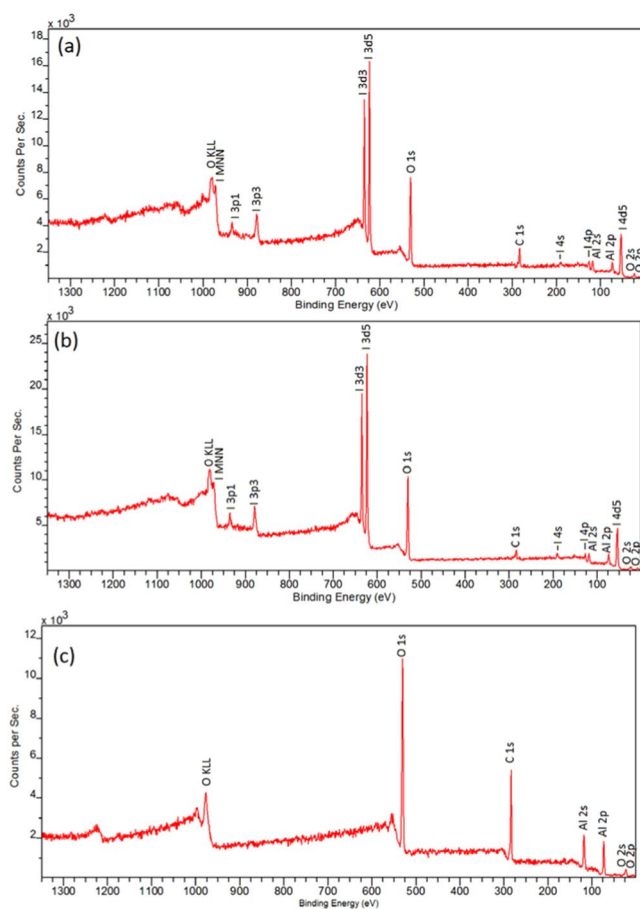 x 10³
(a)
18
16
14
12
10
8
6
4
2
Counts Per Sec.
O KLL
I MNN
I 3p1
I 3p3
I 3d3
I 3d5
O 1s
C 1s
I 4s
I 4p
Al 2s
Al 2p
I 4d5
O 2s
O 2p
1300 1200 1100 1000 900 800 700 600 500 400 300 200 100
Binding Energy (eV)
x 10³
(b)
25
20
15
10
5
Counts Per Sec.
O KLL
I MNN
I 3p1
I 3p3
I 3d3
I 3d5
O 1s
C 1s
I 4s
I 4p
Al 2s
Al 2p
I 4d5
O 2s
O 2p
1300 1200 1100 1000 900 800 700 600 500 400 300 200 100
Binding Energy (eV)
x 10³
(c)
12
10
8
6
4
2
Counts per Sec.
O KLL
O 1s
C 1s
Al 2s
Al 2p
O 2s
O 2p
1300 1200 1100 1000 900 800 700 600 500 400 300 200 100
Binding Energy (eV)